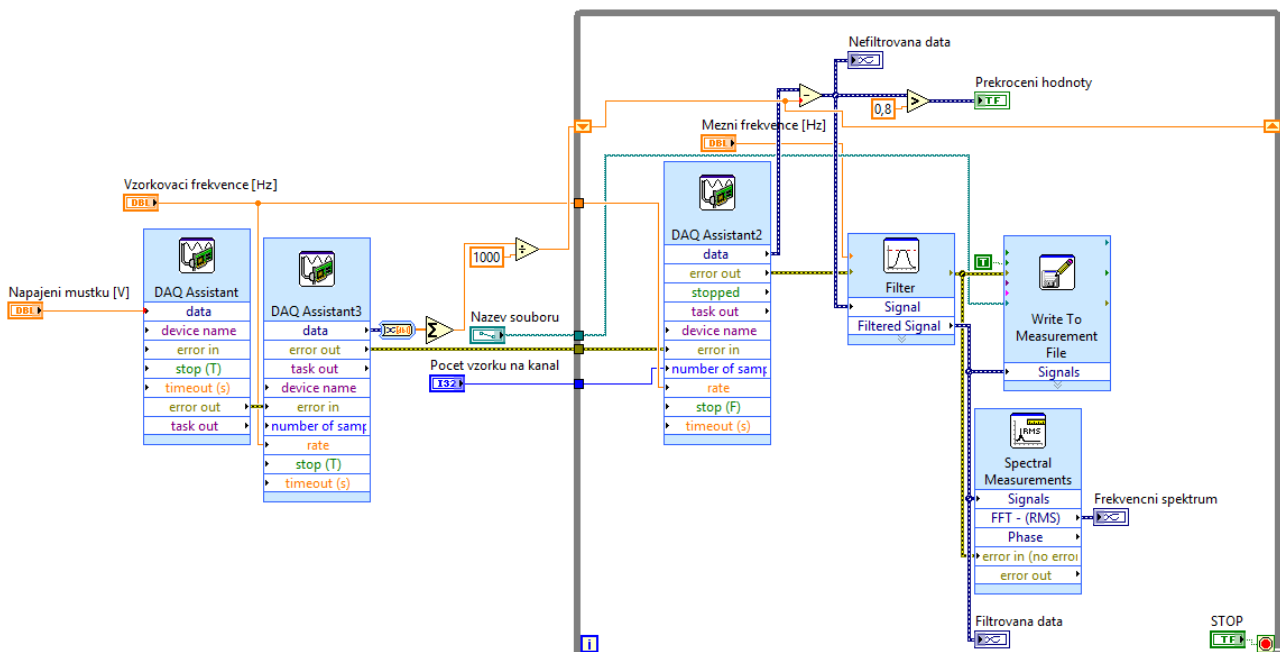 Nefiltrovana data
Prekroceni hodnoty
TF
0,8
Mezni frekvence [Hz]
DBL
Vzorkovaci frekvence [Hz]
DBL
1000
Napajeni mustku [V]
DBL
DAQ Assistant
data
device name
error in
stop (T)
timeout (s)
error out
task out
DAQ Assistant3
data
error out
task out
device name
error in
number of samp
rate
stop (T)
timeout (s)
Nazev souboru
Pocet vzorku na kanal
I32
DAQ Assistant2
data
error out
stopped
task out
device name
error in
number of samp
rate
stop (F)
timeout (s)
Filter
Signal
Filtered Signal
T
Write To
Measurement
File
Signals
RMS
Spectral
Measurements
Signals
FFT - (RMS)
Phase
error in (no erro
error out
Frekvencni spektrum
Filtrovana data
STOP
TF
i